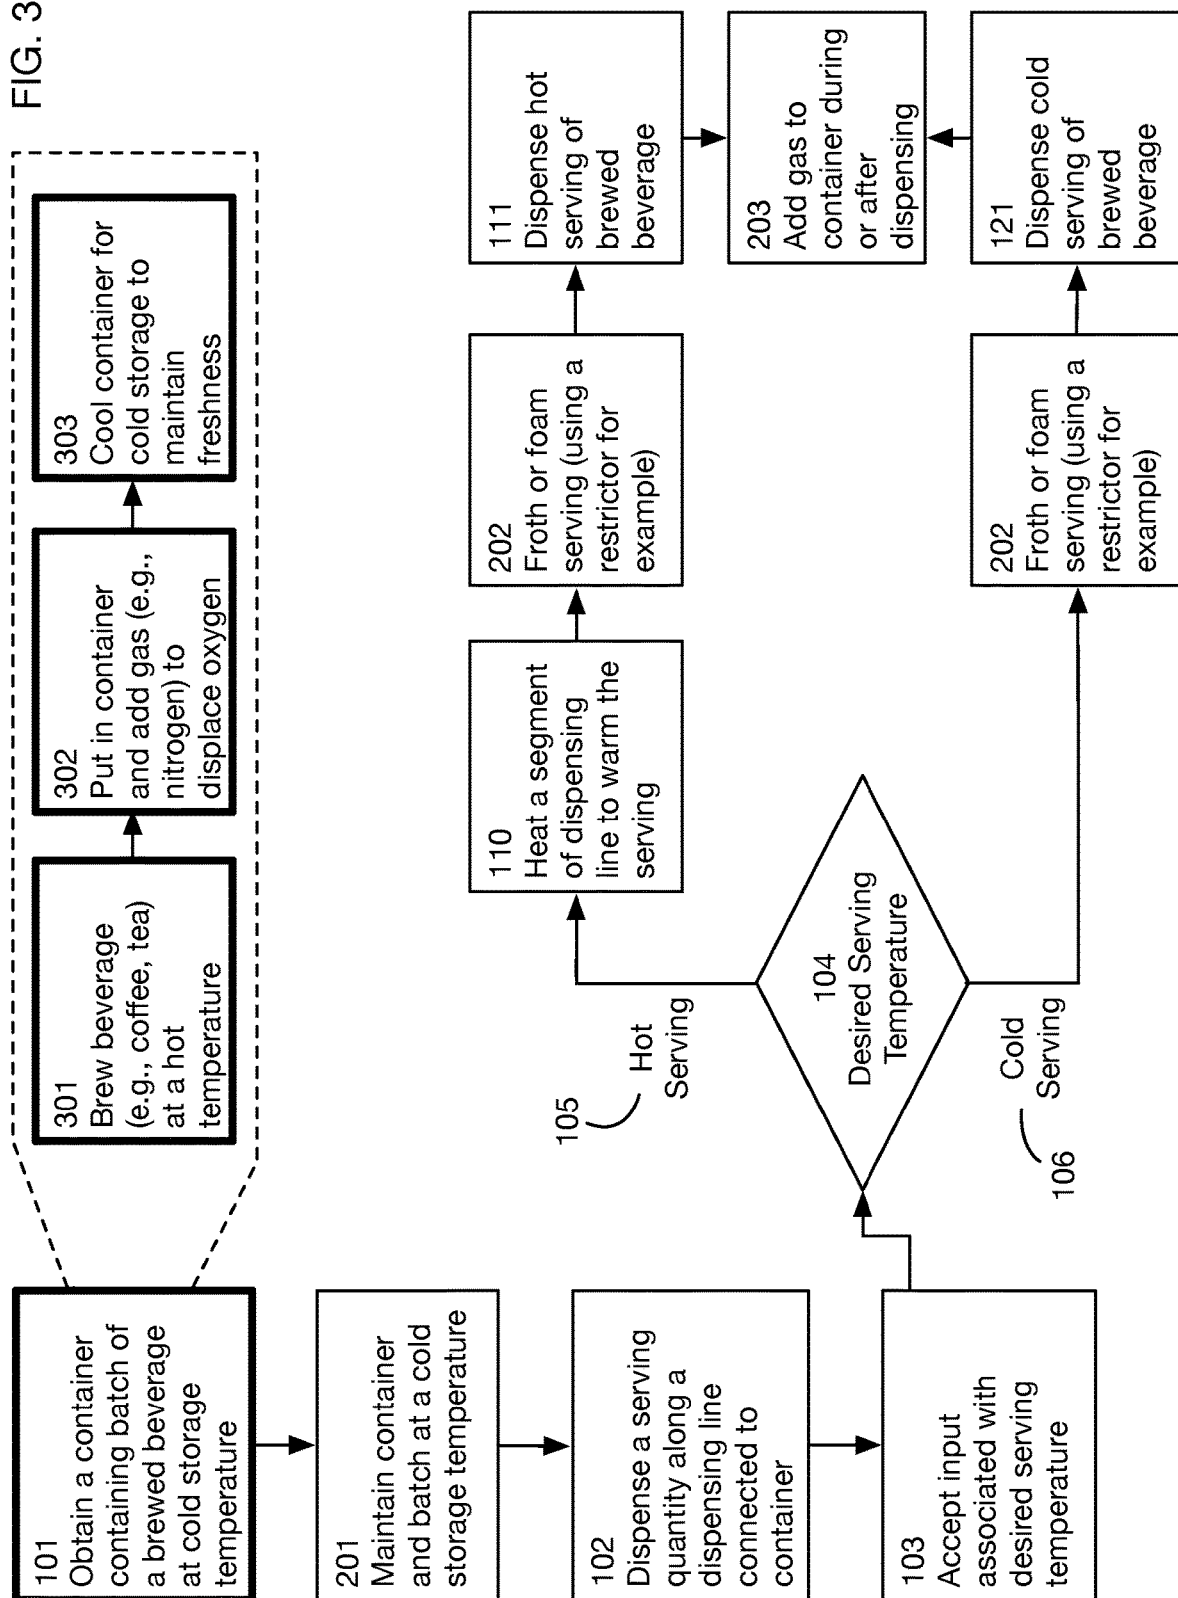 FIG. 3
101
Obtain a container
containing batch of
a brewed beverage
at cold storage
temperature
301
Brew beverage
(e.g., coffee, tea)
at a hot
temperature
302
Put in container
and add gas (e.g.,
nitrogen) to
displace oxygen
303
Cool container for
cold storage to
maintain
freshness
201
Maintain container
and batch at a cold
storage temperature
102
Dispense a serving
quantity along a
dispensing line
connected to
container
103
Accept input
associated with
desired serving
temperature
104
Desired Serving
Temperature
105
Hot
Serving
110
Heat a segment
of dispensing
line to warm the
serving
202
Froth or foam
serving (using a
restrictor for
example)
111
Dispense hot
serving of
brewed
beverage
203
Add gas to
container during
or after
dispensing
106
Cold
Serving
202
Froth or foam
serving (using a
restrictor for
example)
121
Dispense cold
serving of
brewed
beverage